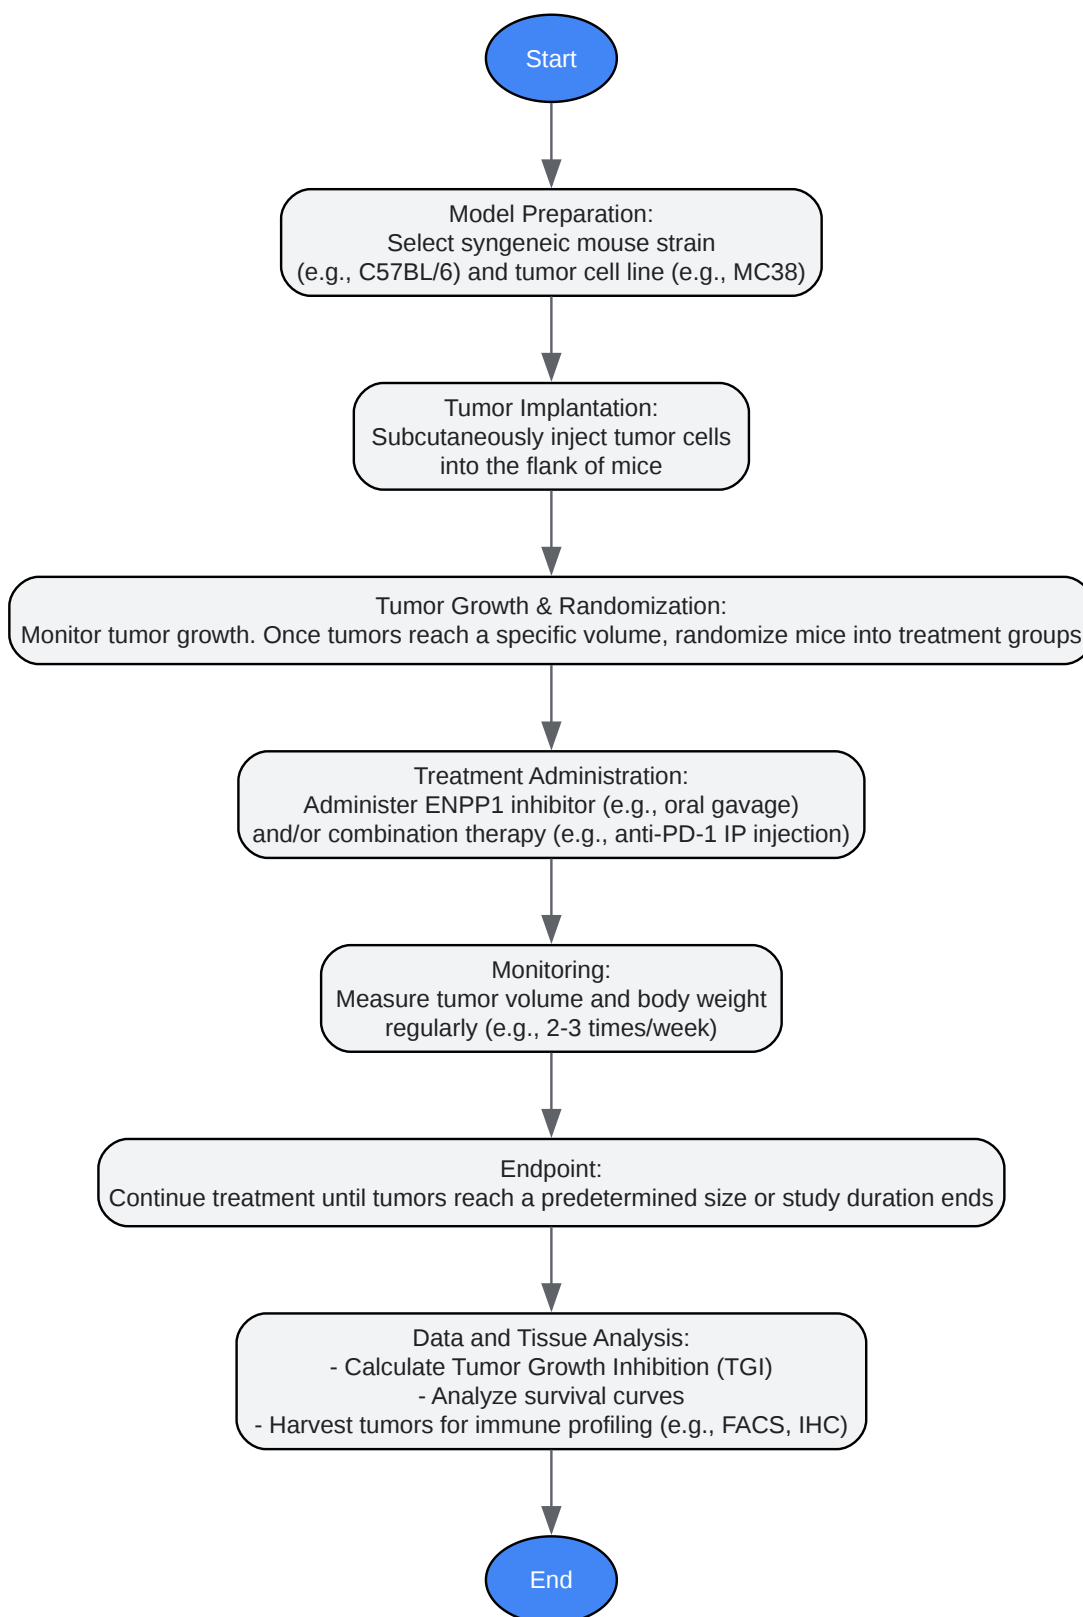 Start
Model Preparation:
Select syngeneic mouse strain
(e.g., C57BL/6) and tumor cell line (e.g., MC38)
Tumor Implantation:
Subcutaneously inject tumor cells
into the flank of mice
Tumor Growth & Randomization:
Monitor tumor growth. Once tumors reach a specific volume, randomize mice into treatment groups
Treatment Administration:
Administer ENPP1 inhibitor (e.g., oral gavage)
and/or combination therapy (e.g., anti-PD-1 IP injection)
Monitoring:
Measure tumor volume and body weight
regularly (e.g., 2-3 times/week)
Endpoint:
Continue treatment until tumors reach a predetermined size or study duration ends
Data and Tissue Analysis:
- Calculate Tumor Growth Inhibition (TGI)
- Analyze survival curves
- Harvest tumors for immune profiling (e.g., FACS, IHC)
End